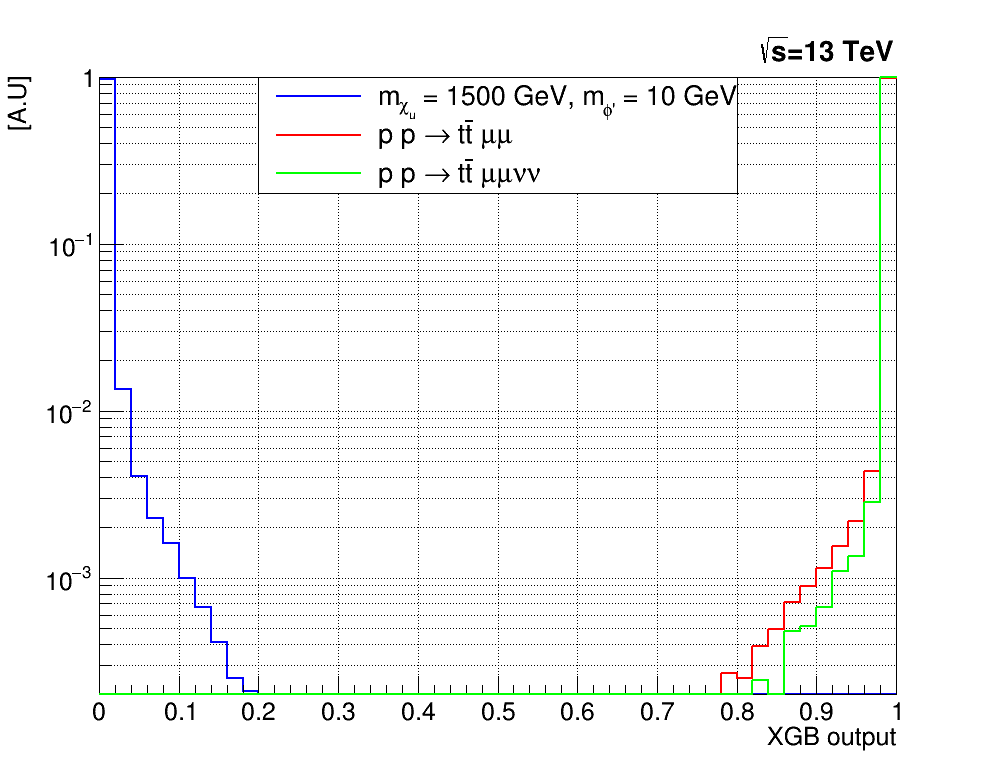 √s=13 TeV
[A.U]
m_χ_u = 1500 GeV, m_ϕ' = 10 GeV
p p → tt̄ μμ
p p → tt̄ μμνν
1
10⁻¹
10⁻²
10⁻³
0 0.1 0.2 0.3 0.4 0.5 0.6 0.7 0.8 0.9 1
XGB output